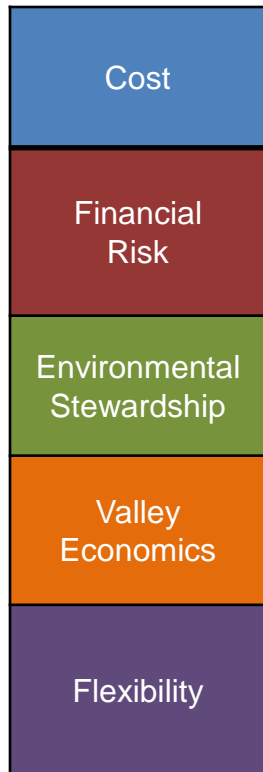 Cost
Financial
Risk
Environmental
Stewardship
Valley
Economics
Flexibility